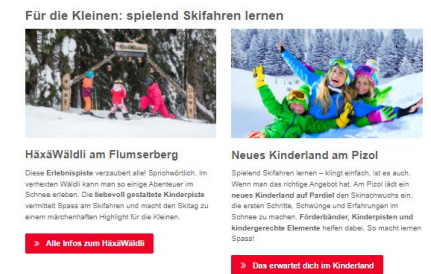 Für die Kleinen: spielend Skifahren lernen
HäxäWäldli
HäxäWäldli am Flumserberg
Diese Erlebnispiste verzaubert alle! Sprichwörtlich. Im
verhexten Wäldli kann man so einige Abenteuer im
Schnee erleben. Die liebevoll gestaltete Kinderpiste
vermittelt Spass am Skifahren und macht den Skitag zu
einem märchenhaften Highlight für die Kleinen.
» Alle Infos zum HäxäWäldli
Neues Kinderland am Pizol
Spielend Skifahren lernen – klingt einfach, ist es auch.
Wenn man das richtige Angebot hat. Am Pizol lädt ein
neues Kinderland auf Pardiel den Skinachwuchs ein,
die ersten Schritte, Schwünge und Erfahrungen im
Schnee zu machen. Förderbänder, Kinderpisten und
kindergerechte Elemente helfen dabei. So macht lernen
Spass!
» Das erwartet dich im Kinderland